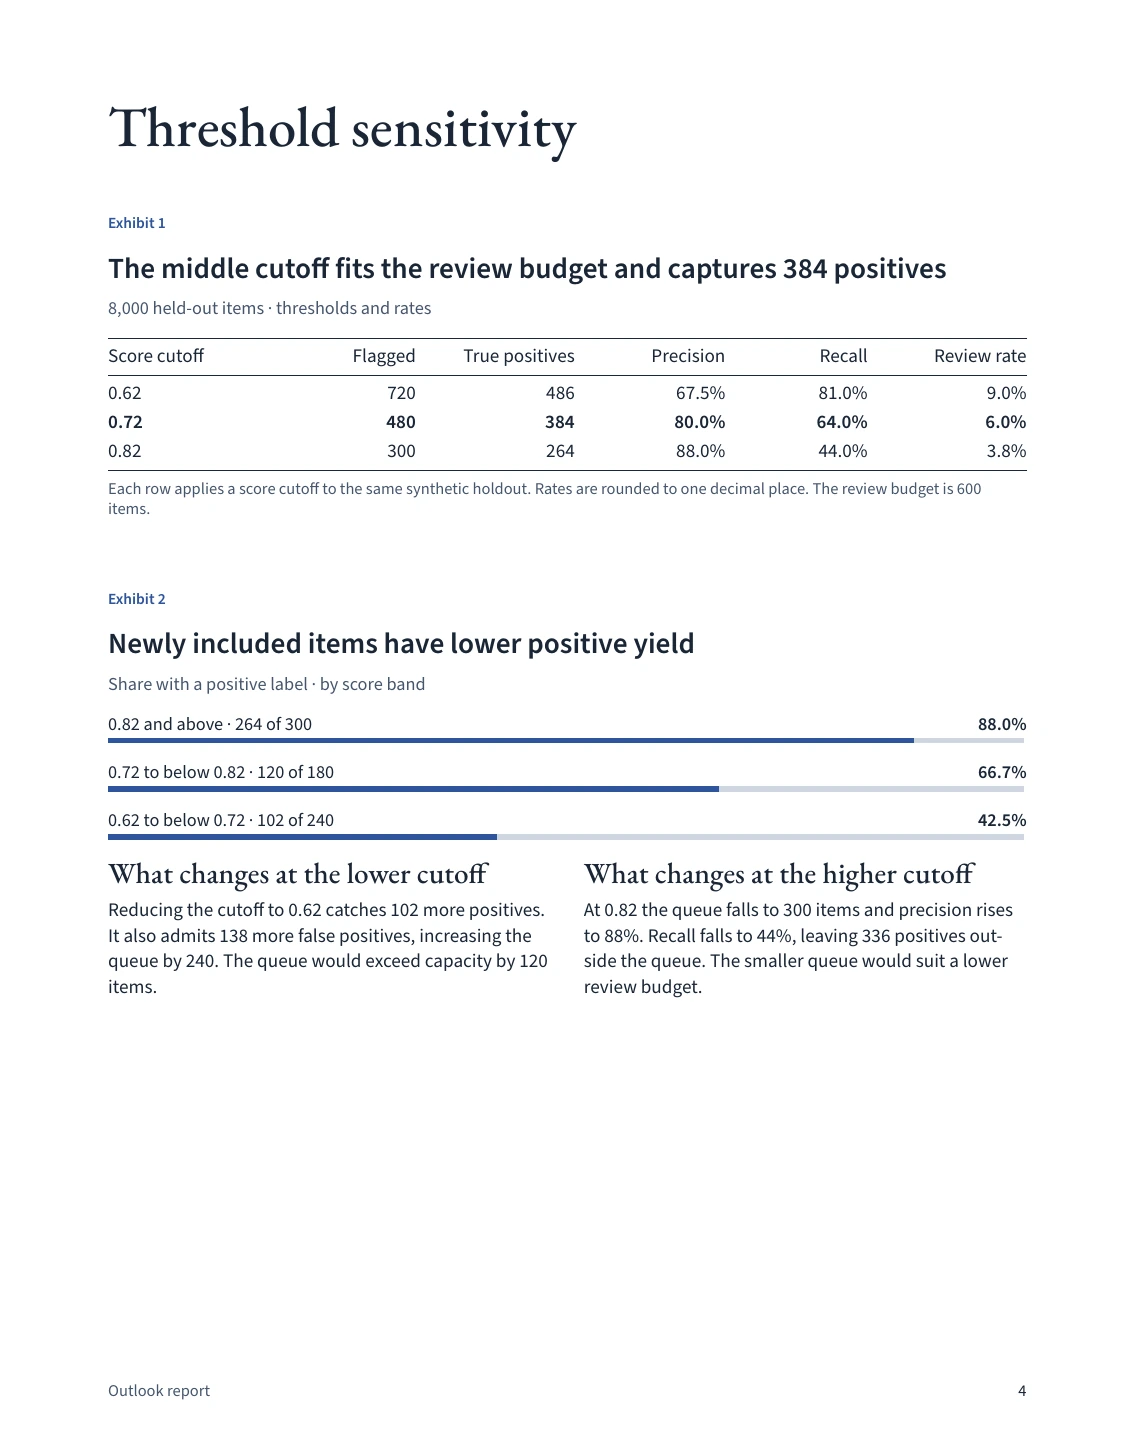 Threshold sensitivity
Exhibit 1
The middle cutoff fits the review budget and captures 384 positives
8,000 held-out items · thresholds and rates
Score cutoff Flagged True positives Precision Recall Review rate
0.62 720 486 67.5% 81.0% 9.0%
0.72 480 384 80.0% 64.0% 6.0%
0.82 300 264 88.0% 44.0% 3.8%
Each row applies a score cutoff to the same synthetic holdout. Rates are rounded to one decimal place. The review budget is 600
items.
Exhibit 2
Newly included items have lower positive yield
Share with a positive label · by score band
0.82 and above · 264 of 300 88.0%
0.72 to below 0.82 · 120 of 180 66.7%
0.62 to below 0.72 · 102 of 240 42.5%
What changes at the lower cutoff
Reducing the cutoff to 0.62 catches 102 more positives.
It also admits 138 more false positives, increasing the
queue by 240. The queue would exceed capacity by 120
items.
What changes at the higher cutoff
At 0.82 the queue falls to 300 items and precision rises
to 88%. Recall falls to 44%, leaving 336 positives out-
side the queue. The smaller queue would suit a lower
review budget.
Outlook report 4